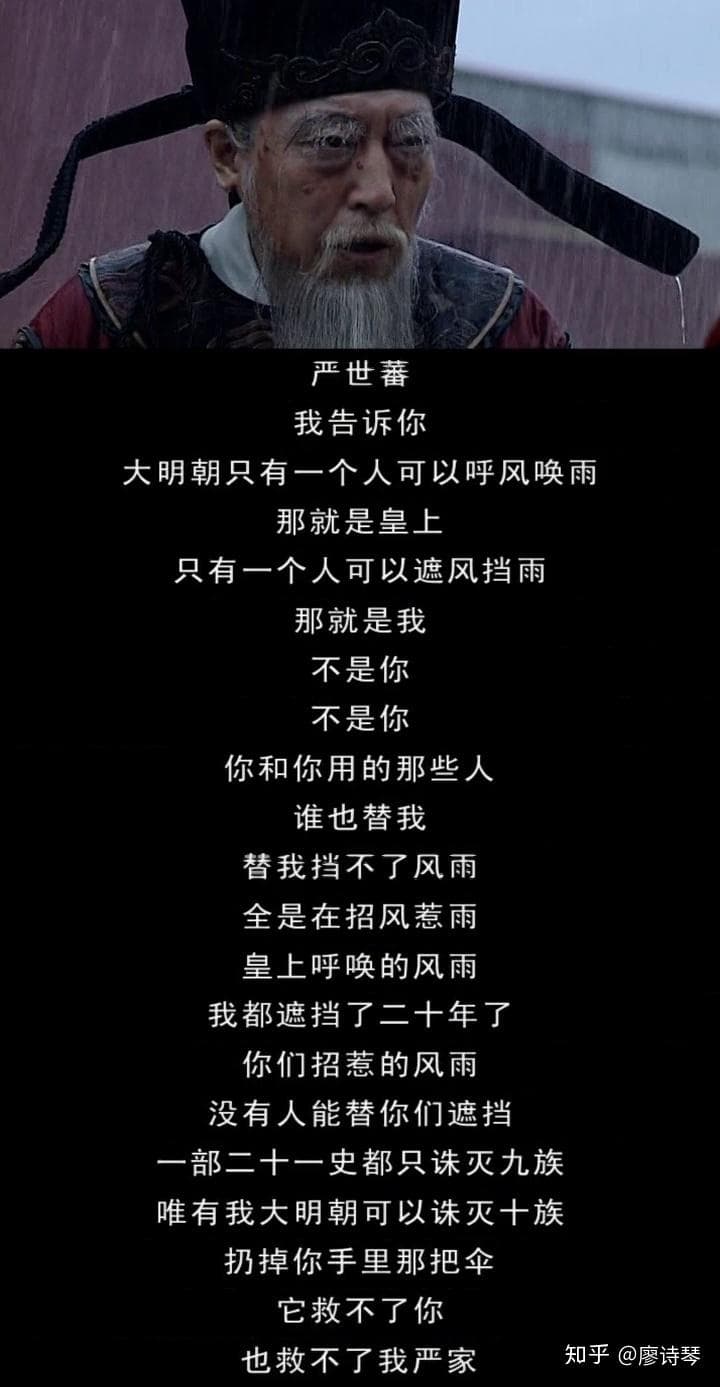 严世蕃
我告诉你
大明朝只有一个人可以呼风唤雨
那就是皇上
只有一个人可以遮风挡雨
那就是我
不是你
不是你
你和你用的那些人
谁也替我
替我挡不了风雨
全是在招风惹雨
皇上呼唤的风雨
我都遮挡了二十年了
你们招惹的风雨
没有人能替你们遮挡
一部二十一史都只诛灭九族
唯有我大明朝可以诛灭十族
扔掉你手里那把伞
它救不了你
也救不了我严家
知乎 @廖诗琴